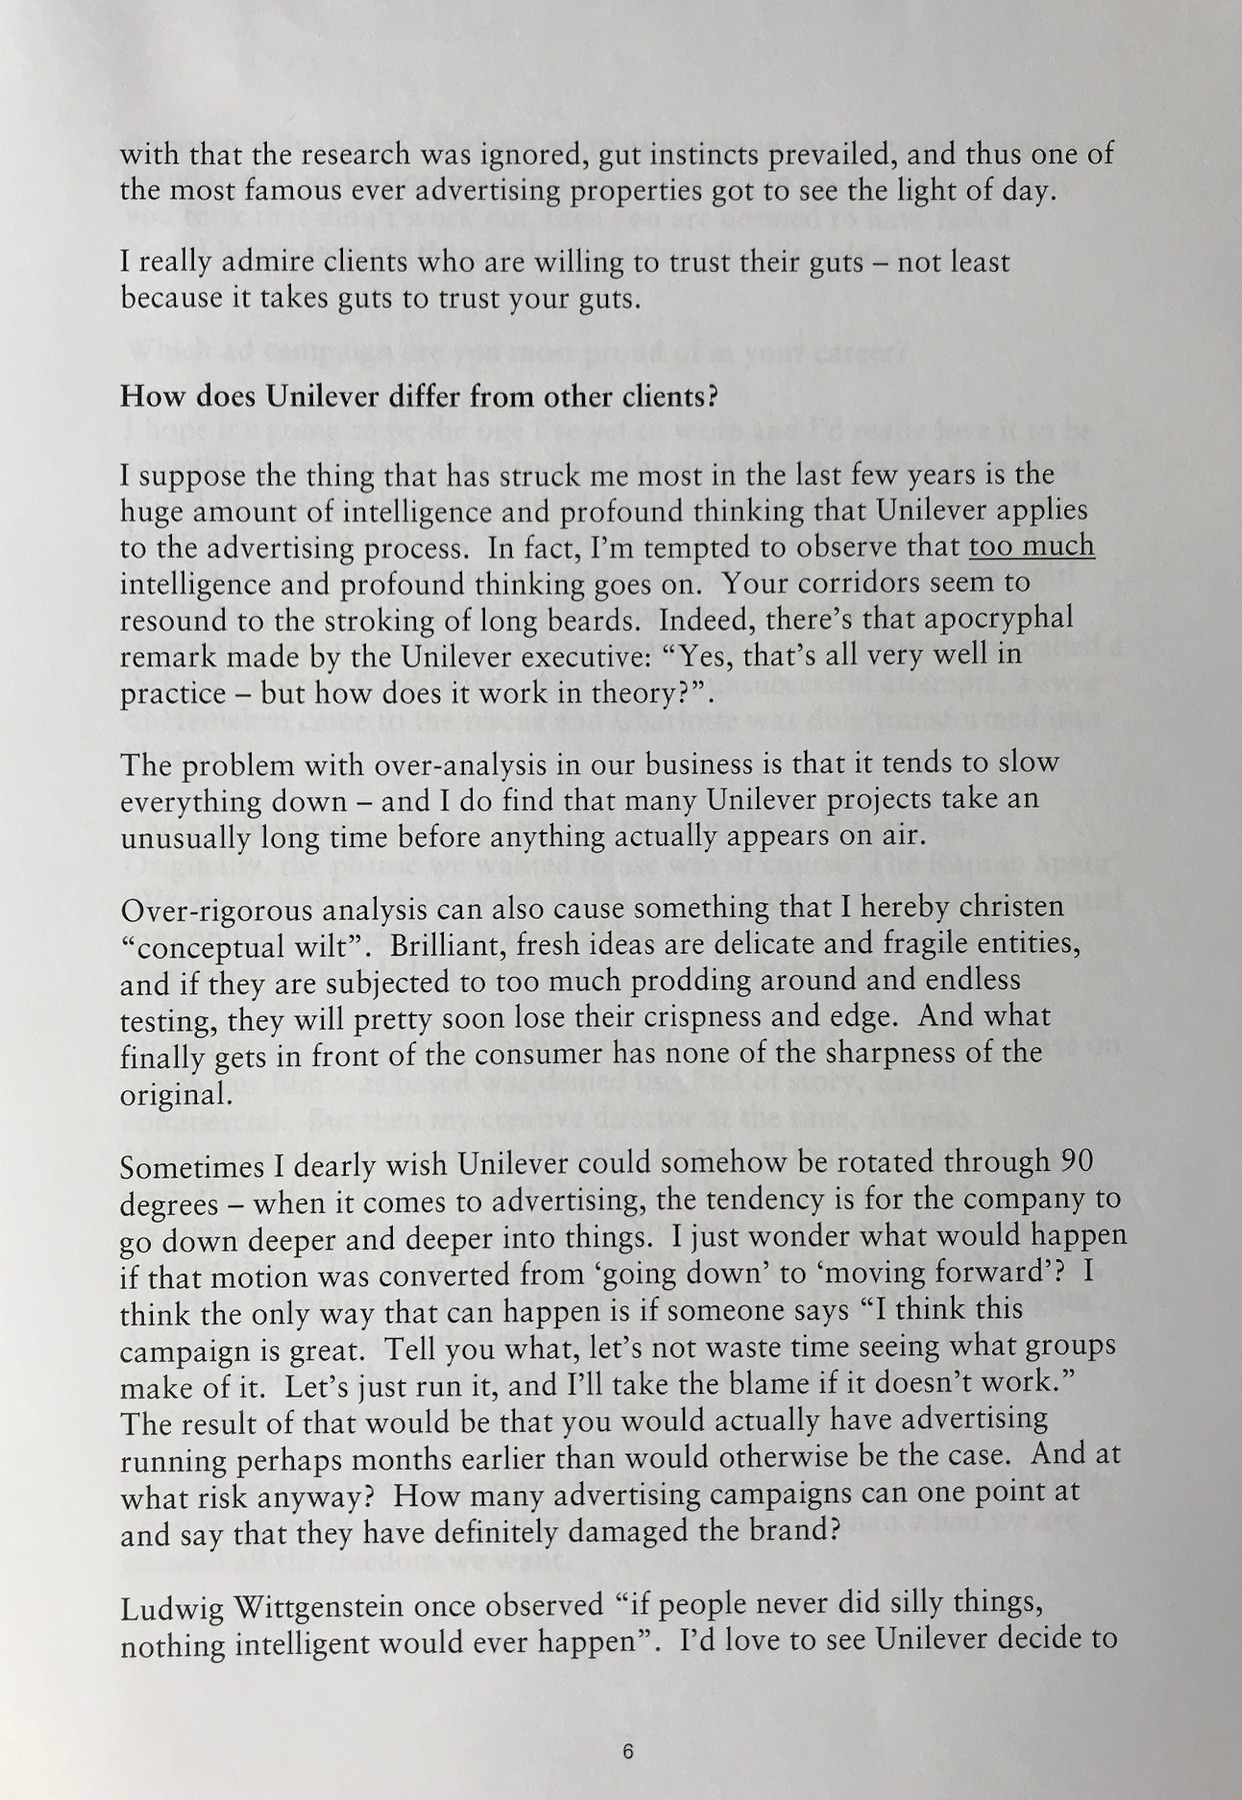 with that the research was ignored, gut instincts prevailed, and thus one of
the most famous ever advertising properties got to see the light of day.
I really admire clients who are willing to trust their guts – not least
because it takes guts to trust your guts.
Which ad campaign are you most proud of in your career?
How does Unilever differ from other clients?
I suppose the thing that has struck me most in the last few years is the
huge amount of intelligence and profound thinking that Unilever applies
to the advertising process.  In fact, I’m tempted to observe that too much
intelligence and profound thinking goes on.  Your corridors seem to
resound to the stroking of long beards.  Indeed, there’s that apocryphal
remark made by the Unilever executive: “Yes, that’s all very well in
practice – but how does it work in theory?”.
The problem with over-analysis in our business is that it tends to slow
everything down – and I do find that many Unilever projects take an
unusually long time before anything actually appears on air.
Over-rigorous analysis can also cause something that I hereby christen
“conceptual wilt”.  Brilliant, fresh ideas are delicate and fragile entities,
and if they are subjected to too much prodding around and endless
testing, they will pretty soon lose their crispness and edge.  And what
finally gets in front of the consumer has none of the sharpness of the
original.
Sometimes I dearly wish Unilever could somehow be rotated through 90
degrees – when it comes to advertising, the tendency is for the company to
go down deeper and deeper into things.  I just wonder what would happen
if that motion was converted from ‘going down’ to ‘moving forward’?  I
think the only way that can happen is if someone says “I think this
campaign is great.  Tell you what, let’s not waste time seeing what groups
make of it.  Let’s just run it, and I’ll take the blame if it doesn’t work.”
The result of that would be that you would actually have advertising
running perhaps months earlier than would otherwise be the case.  And at
what risk anyway?  How many advertising campaigns can one point at
and say that they have definitely damaged the brand?
Ludwig Wittgenstein once observed “if people never did silly things,
nothing intelligent would ever happen”.  I’d love to see Unilever decide to
6